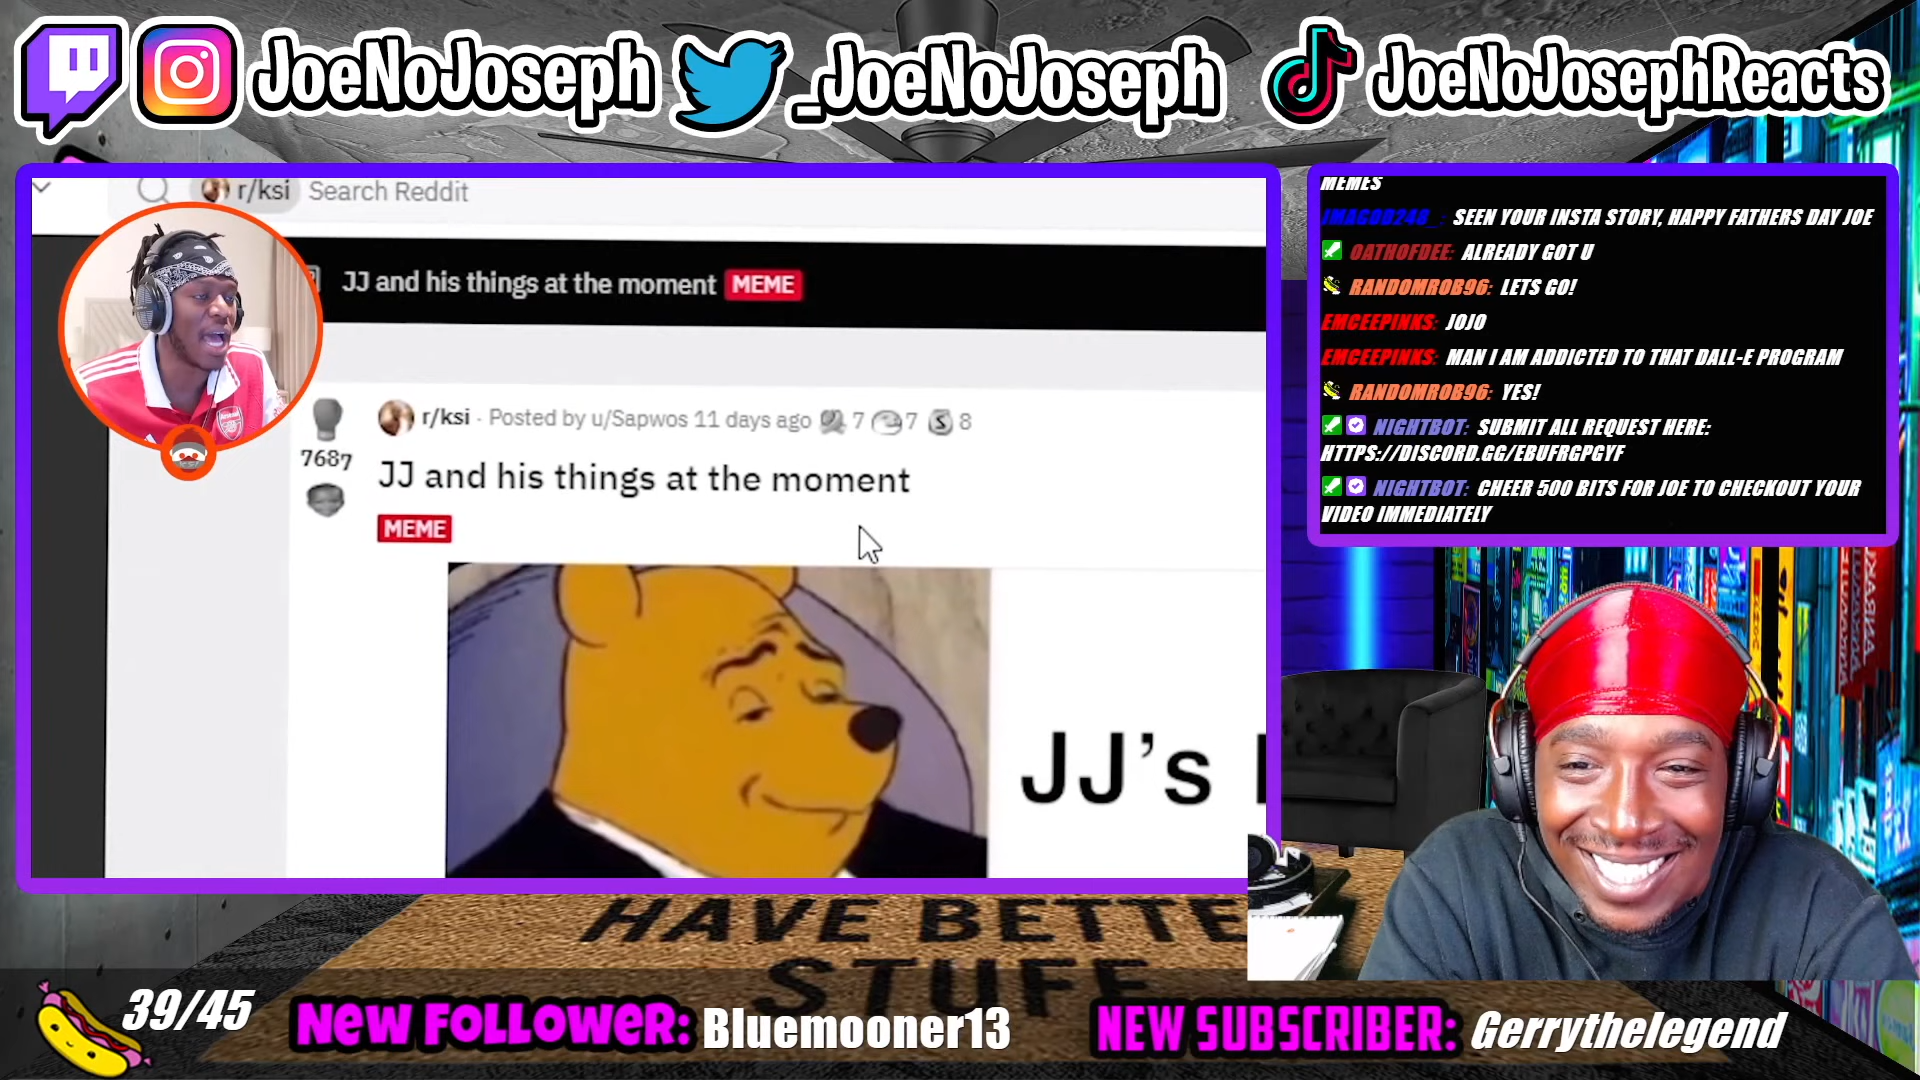 JoeNoJoseph
_JoeNoJoseph
JoeNoJosephReacts
r/ksi Search Reddit
JJ and his things at the moment MEME
r/ksi · Posted by u/Sapwos 11 days ago 7 7 8
7687
JJ and his things at the moment
MEME
JJ's
MEMES
IMAGOD248_: SEEN YOUR INSTA STORY, HAPPY FATHERS DAY JOE
OATHOFDEE: ALREADY GOT U
RANDOMROB96: LETS GO!
EMCEEPINKS: JOJO
EMCEEPINKS: MAN I AM ADDICTED TO THAT DALL-E PROGRAM
RANDOMROB96: YES!
NIGHTBOT: SUBMIT ALL REQUEST HERE:
HTTPS://DISCORD.GG/EBUFRGPGYF
NIGHTBOT: CHEER 500 BITS FOR JOE TO CHECKOUT YOUR
VIDEO IMMEDIATELY
HAVE BETTE
STUFF
39/45
NEW FOLLOWER: Bluemooner13
NEW SUBSCRIBER: Gerrythelegend